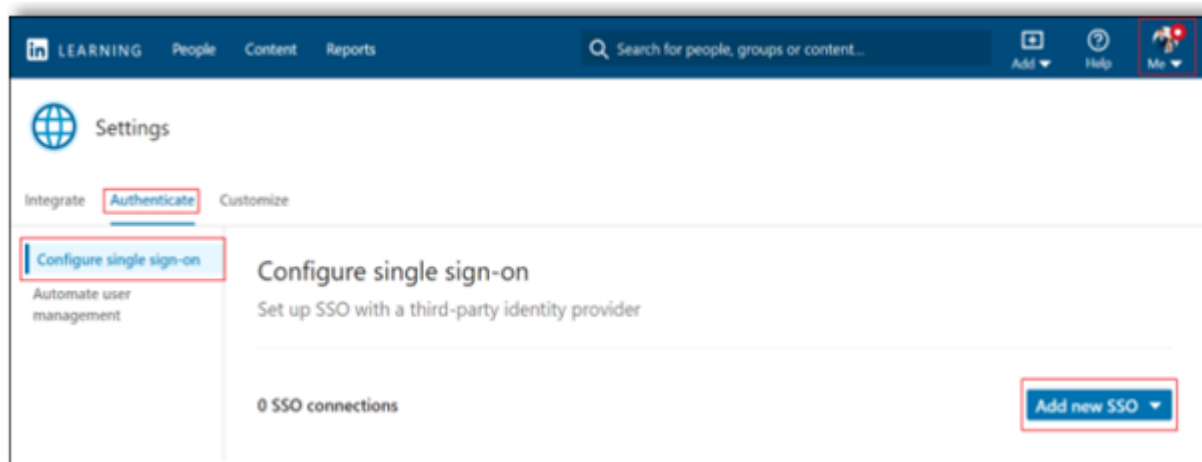 in LEARNING People Content Reports Search for people, groups or content... Add Help Me
Settings
Integrate Authenticate Customize
Configure single sign-on
Automate user
management
Configure single sign-on
Set up SSO with a third-party identity provider
0 SSO connections Add new SSO